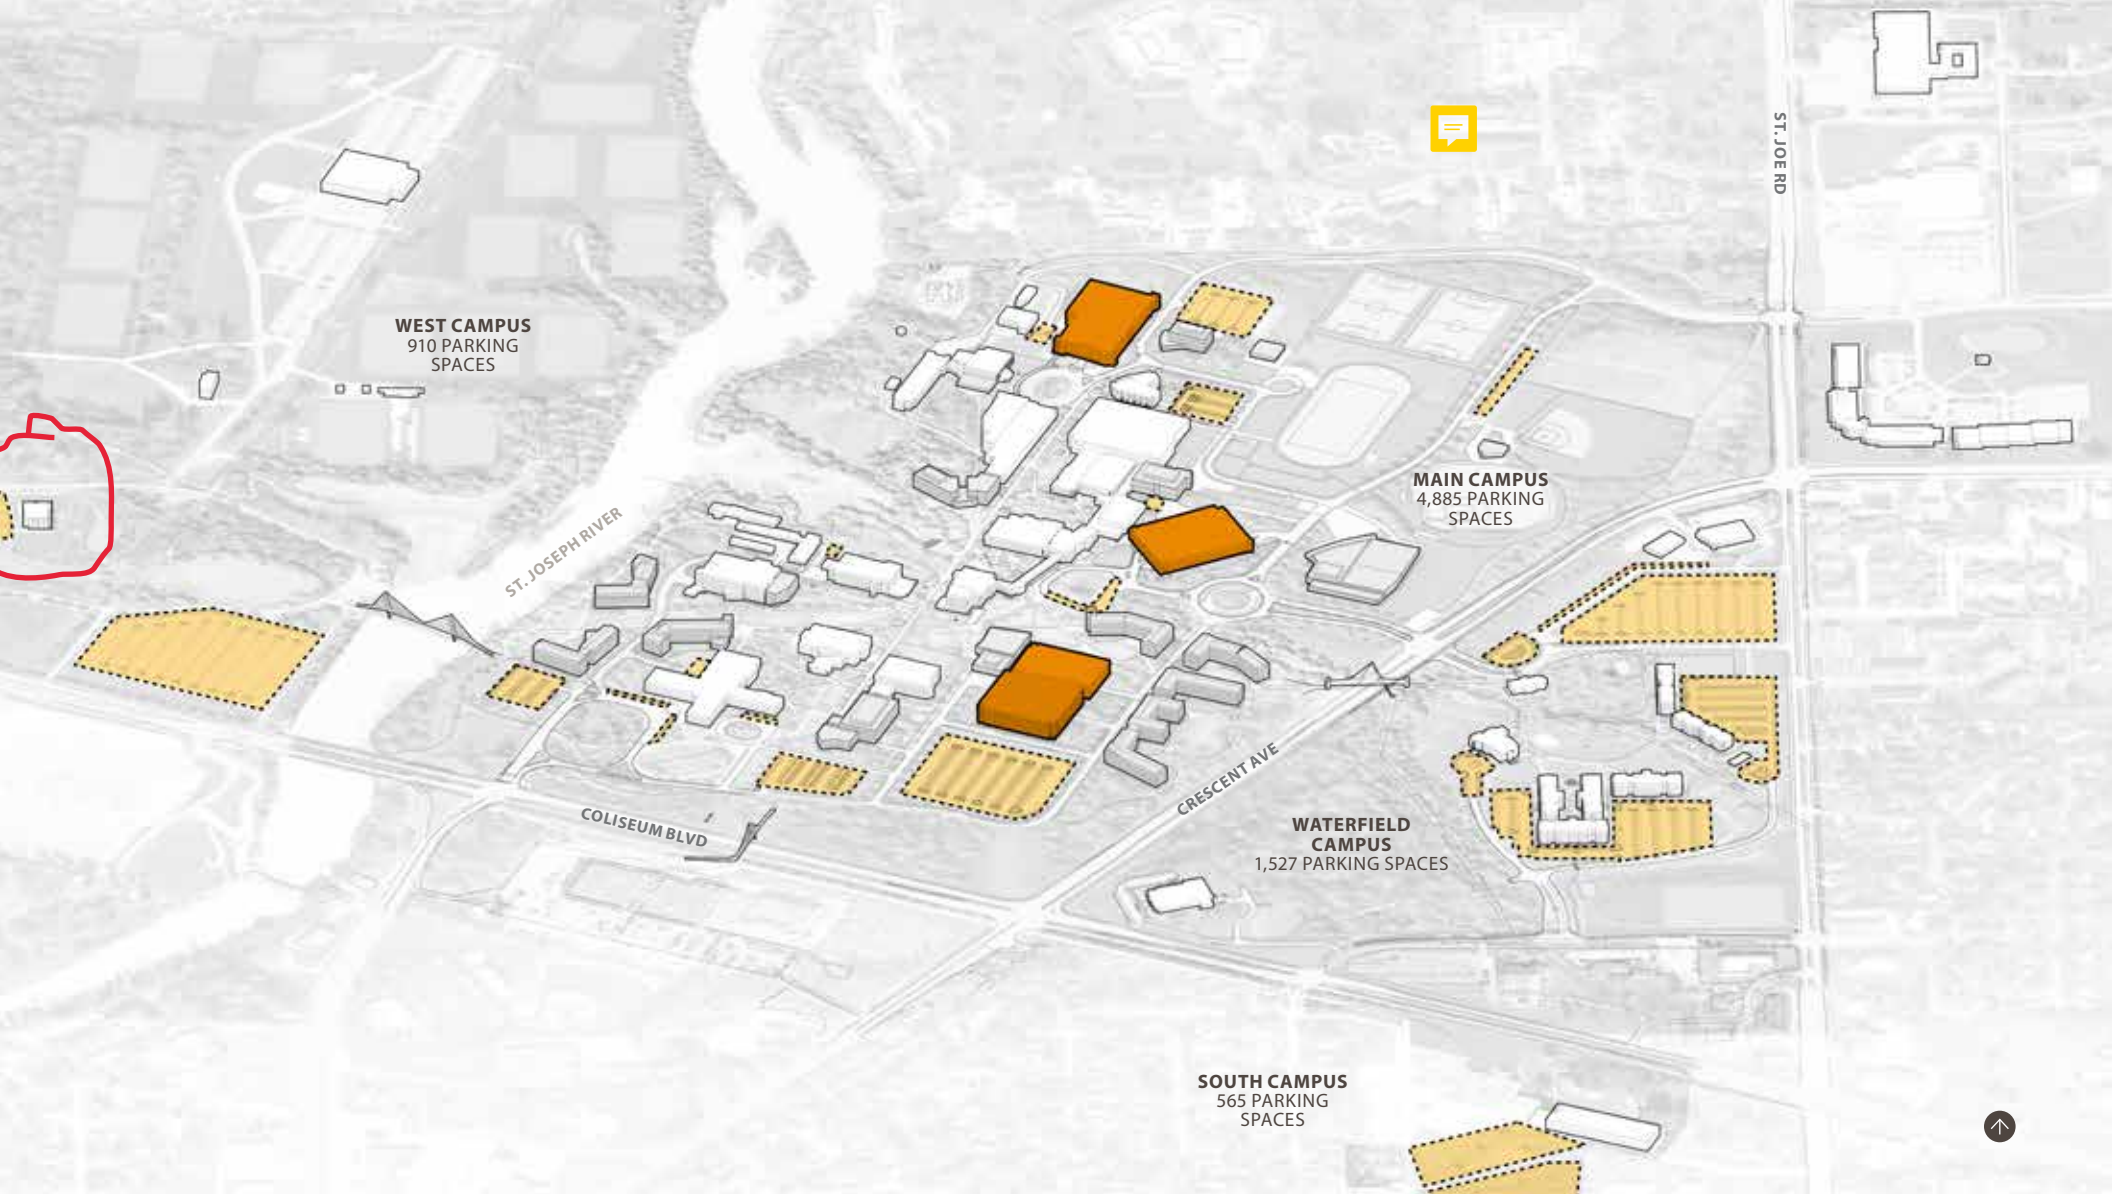 ST. JOE RD
WEST CAMPUS
910 PARKING
SPACES
MAIN CAMPUS
4,885 PARKING
SPACES
ST. JOSEPH RIVER
CRESCENT AVE
COLISEUM BLVD
WATERFIELD
CAMPUS
1,527 PARKING SPACES
SOUTH CAMPUS
565 PARKING
SPACES